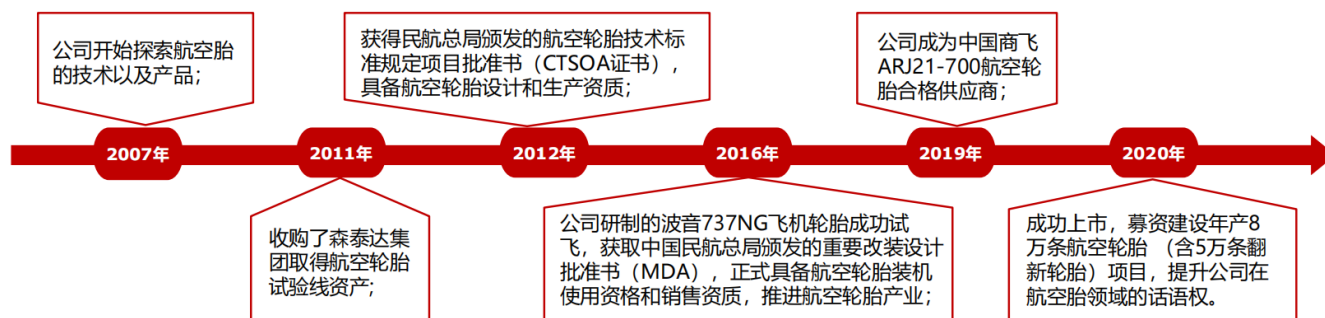 公司开始探索航空胎
的技术以及产品；
获得民航总局颁发的航空轮胎技术标
准规定项目批准书（CTSOA证书），
具备航空轮胎设计和生产资质；
公司成为中国商飞
ARJ21-700航空轮
胎合格供应商；
2007年
2011年
2012年
2016年
2019年
2020年
收购了森泰达集
团取得航空轮胎
试验线资产；
公司研制的波音737NG飞机轮胎成功试
飞，获取中国民航总局颁发的重要改装设计
批准书（MDA），正式具备航空轮胎装机
使用资格和销售资质，推进航空轮胎产业；
成功上市，募资建设年产8
万条航空轮胎 （含5万条翻
新轮胎）项目，提升公司在
航空胎领域的话语权。